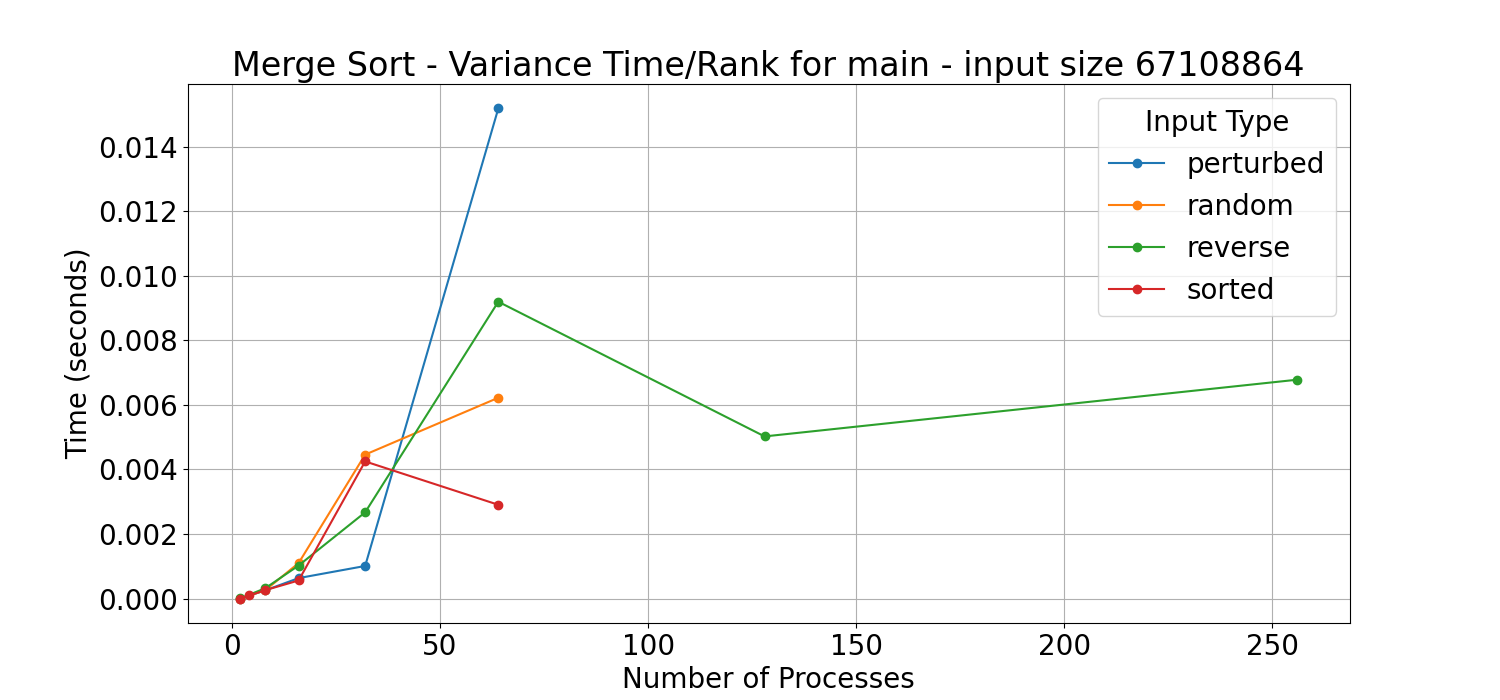 Merge Sort - Variance Time/Rank for main - input size 67108864
Time (seconds)
0.014
0.012
0.010
0.008
0.006
0.004
0.002
0.000
Input Type
perturbed
random
reverse
sorted
0 50 100 150 200 250
Number of Processes